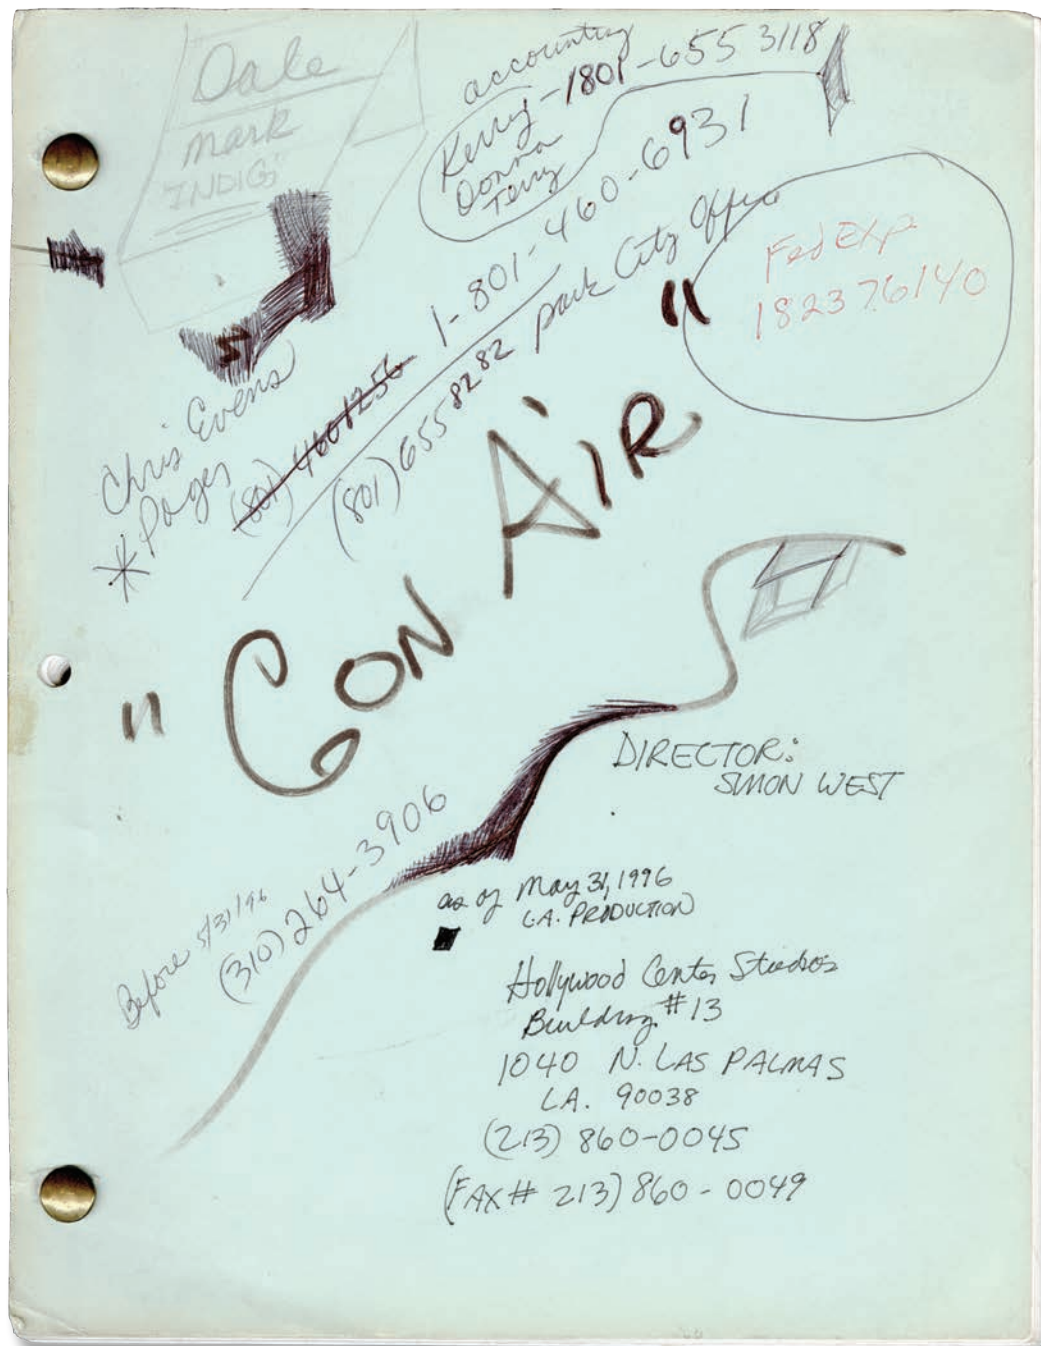 Dale
Mark
INDIG
accounting
Kerry-1801-655 3118
Donna
Terry
1-801-460-6931
FedExp
182376140
Chris Evens
*Pages
(801) 4601256
(801) 655 8282 park City Office
"CON AIR"
DIRECTOR:
SIMON WEST
Before 5/31/96
(310) 264-3906
as of May 31, 1996
L.A. PRODUCTION
Hollywood Center Studios
Building #13
1040 N. LAS PALMAS
LA. 90038
(213) 860-0045
(FAX# 213) 860-0049